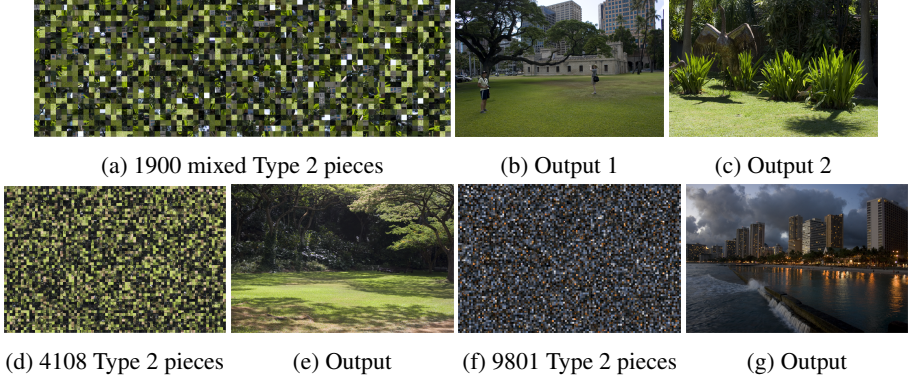 (a) 1900 mixed Type 2 pieces
(b) Output 1
(c) Output 2
(d) 4108 Type 2 pieces
(e) Output
(f) 9801 Type 2 pieces
(g) Output